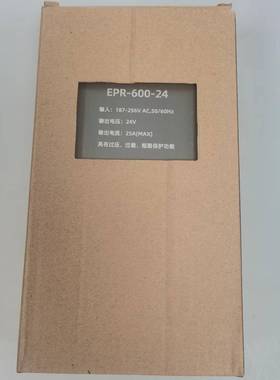 EPR-600-24
输入：187-256V AC,50/60Hz
输出电压：24V
输出电流：25A(MAX)
具有过压、过载、短路保护功能